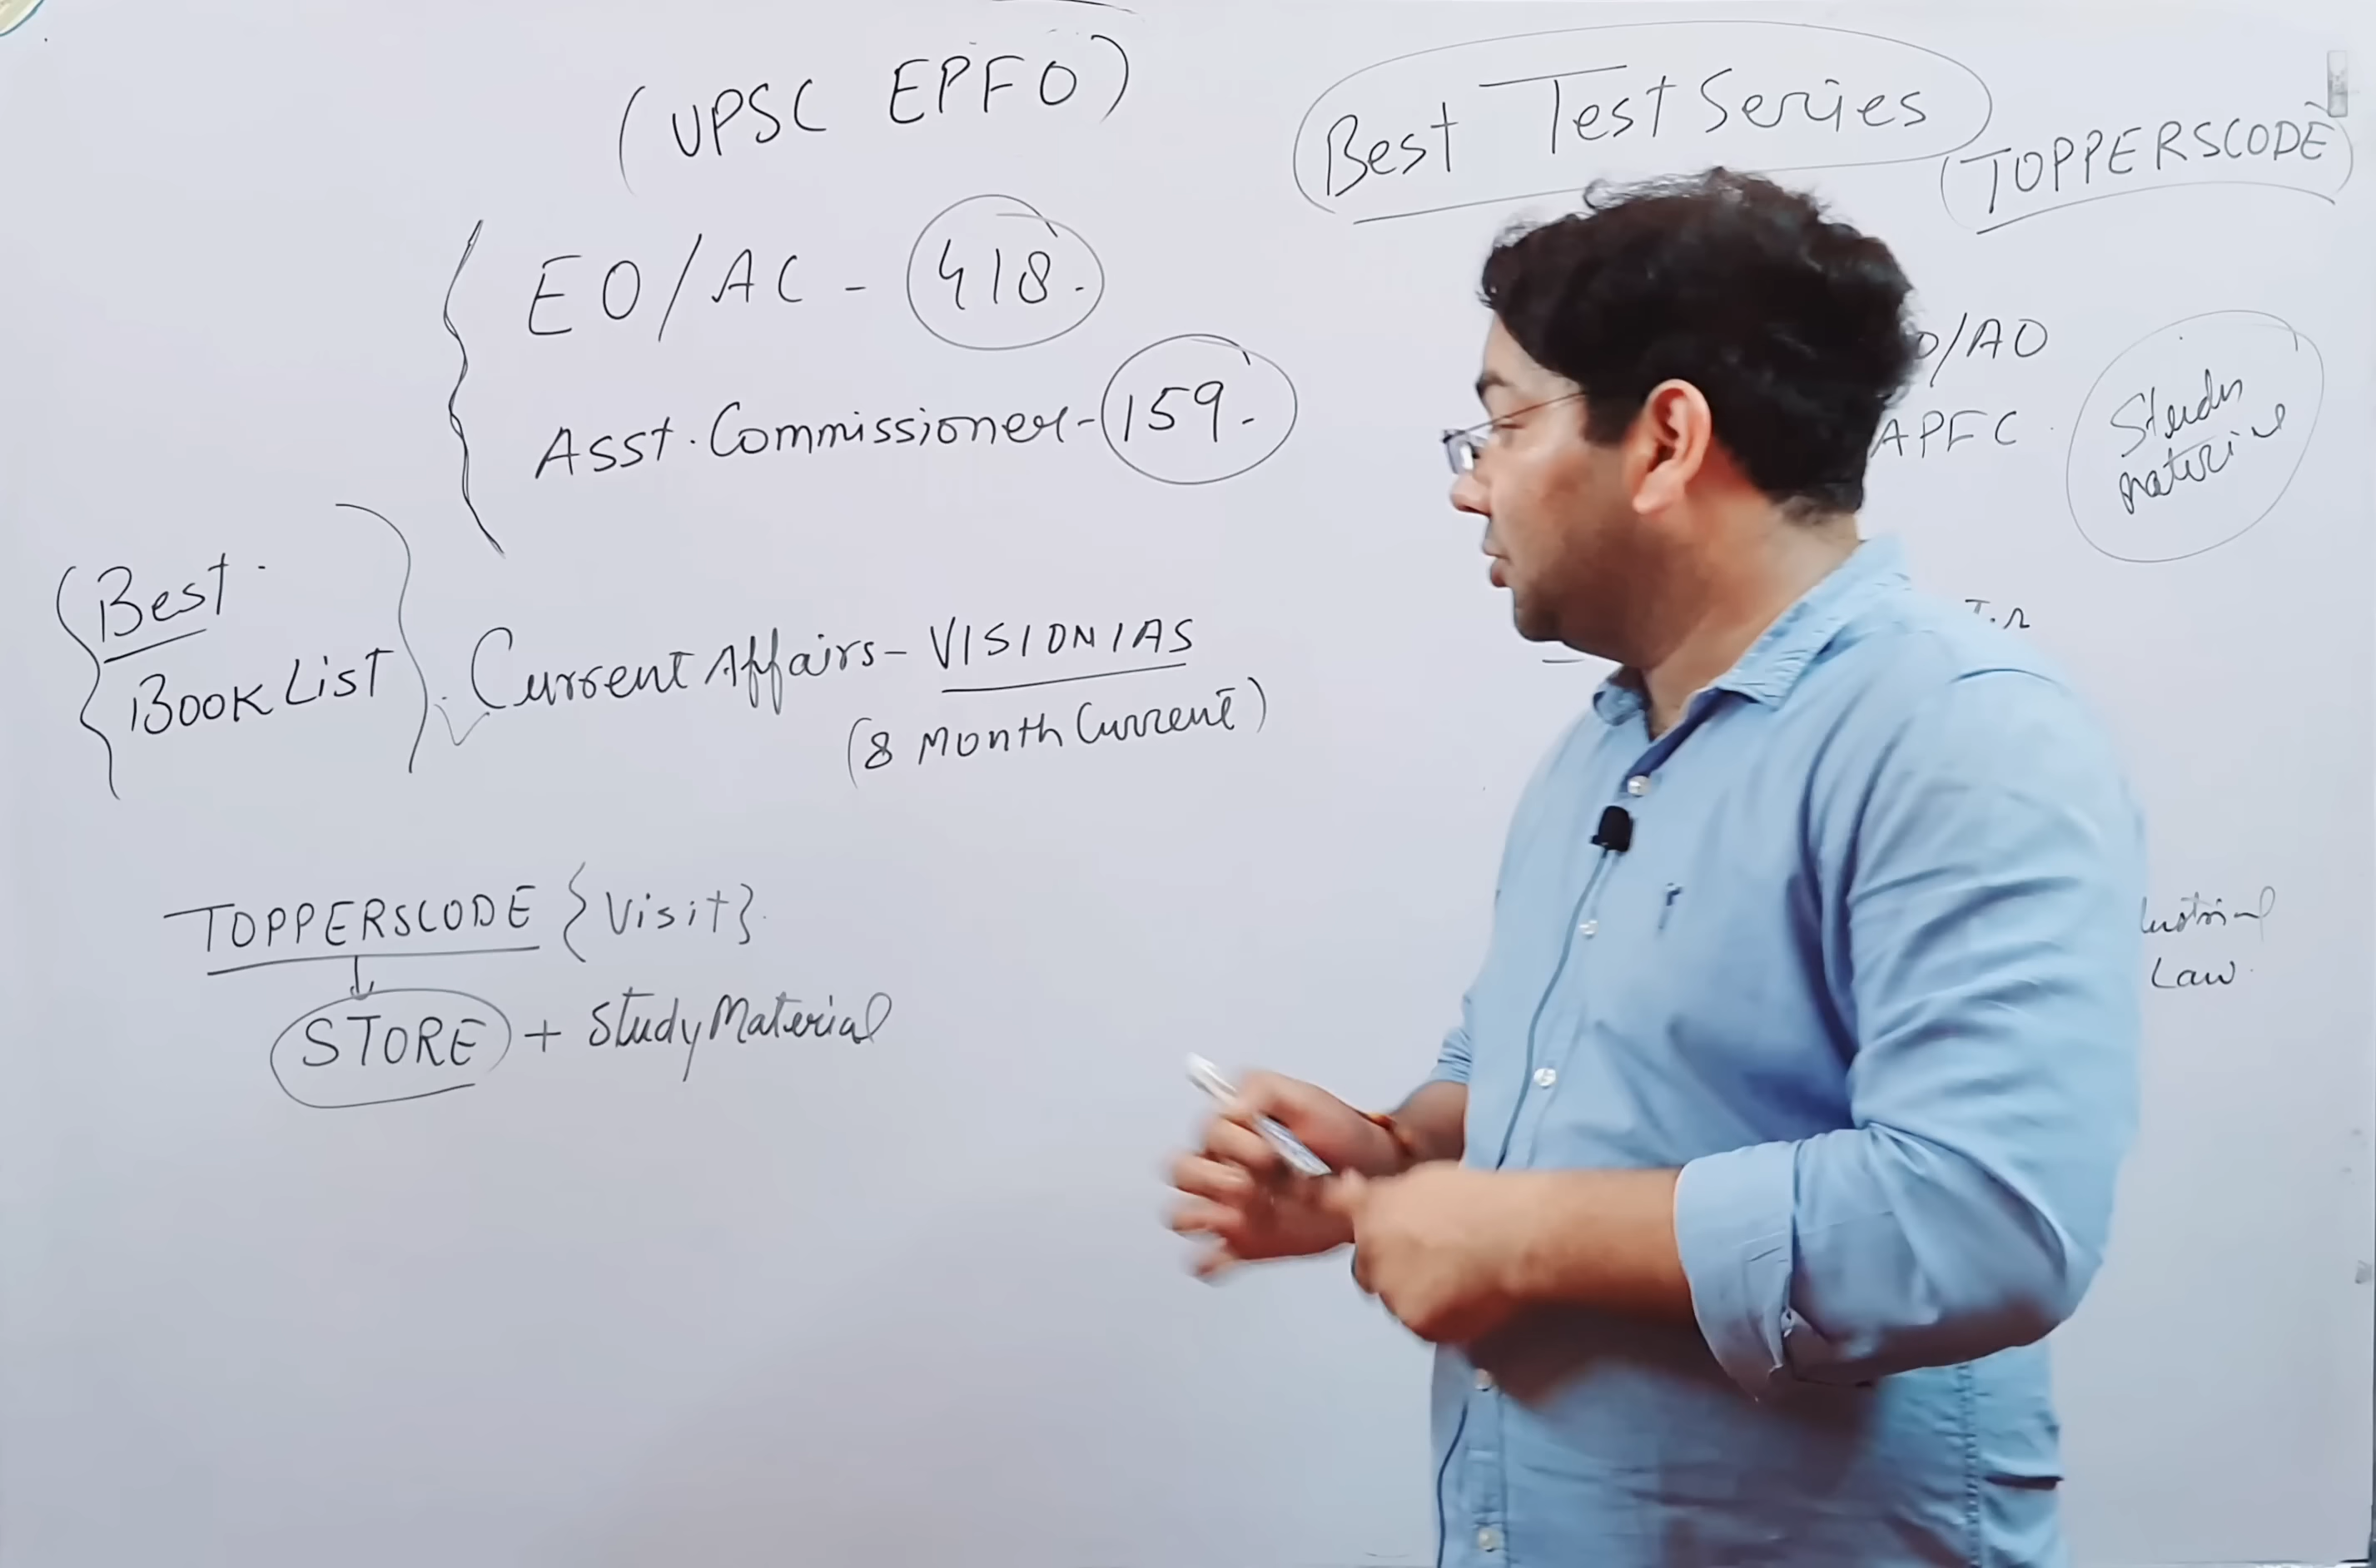 (UPSC EPFO)
EO/AC - 418.
Asst. Commissioner - 159.
{Best.
Book List}
Current Affairs - VISIONIAS
(8 Month Current)
TOPPERSCODE {Visit}
STORE + Study Material
Best Test Series
(TOPPERSCODE)
O/AO
APFC
Study
Material
Law